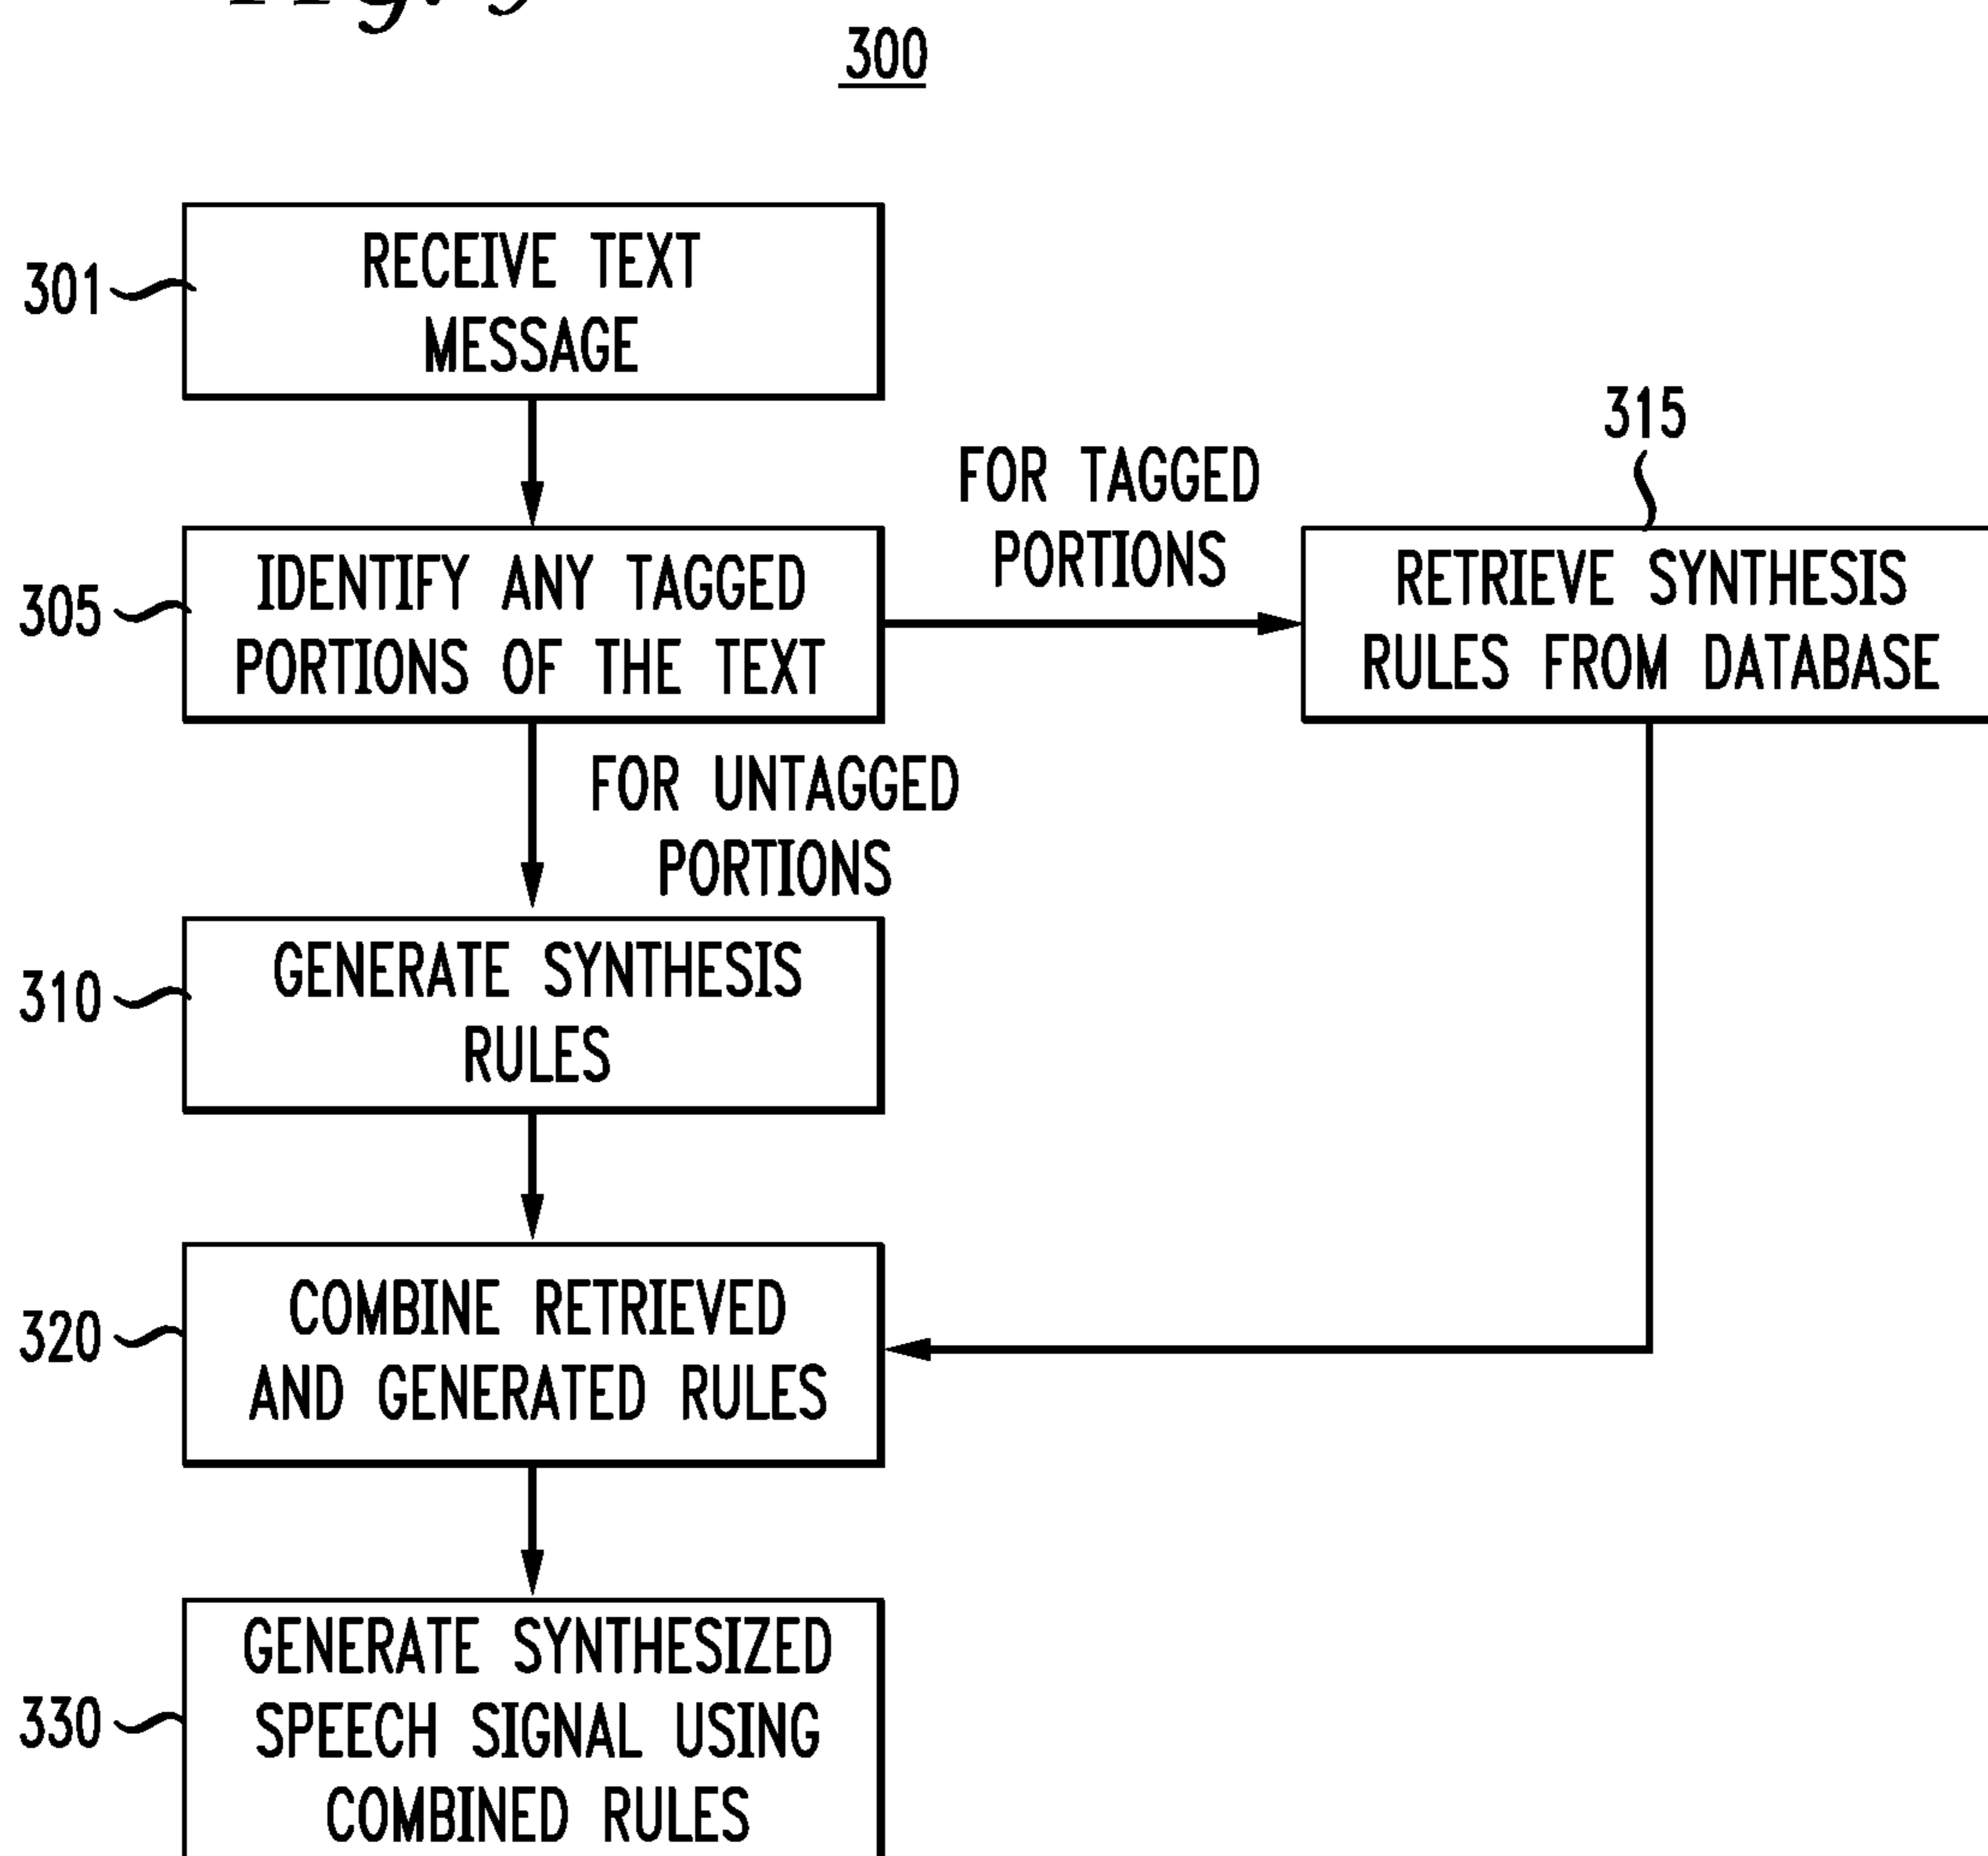 300
301
RECEIVE TEXT
MESSAGE
305
IDENTIFY ANY TAGGED
PORTIONS OF THE TEXT
FOR TAGGED
PORTIONS
315
RETRIEVE SYNTHESIS
RULES FROM DATABASE
FOR UNTAGGED
PORTIONS
310
GENERATE SYNTHESIS
RULES
320
COMBINE RETRIEVED
AND GENERATED RULES
330
GENERATE SYNTHESIZED
SPEECH SIGNAL USING
COMBINED RULES